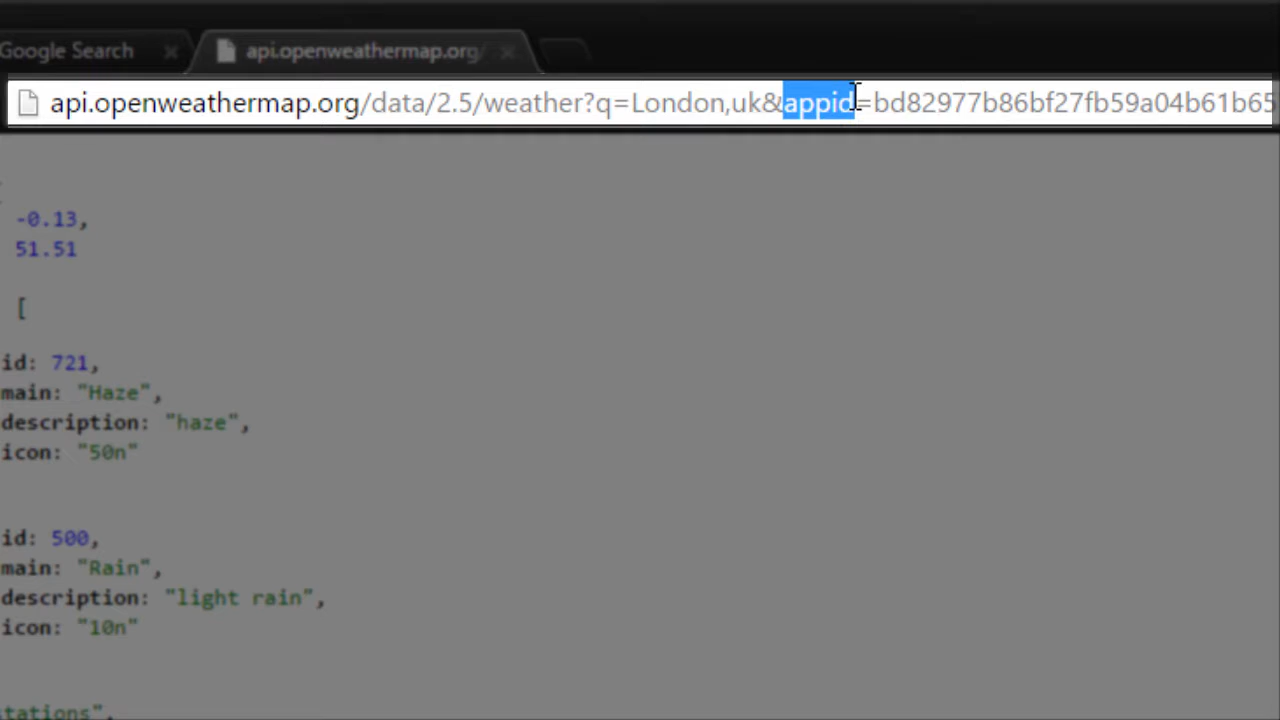 Google Search
api.openweathermap.org/
api.openweathermap.org/data/2.5/weather?q=London,uk&appid=bd82977b86bf27fb59a04b61b65
-0.13,
51.51
[
id: 721,
main: "Haze",
description: "haze",
icon: "50n"
id: 500,
main: "Rain",
description: "light rain",
icon: "10n"
tations",